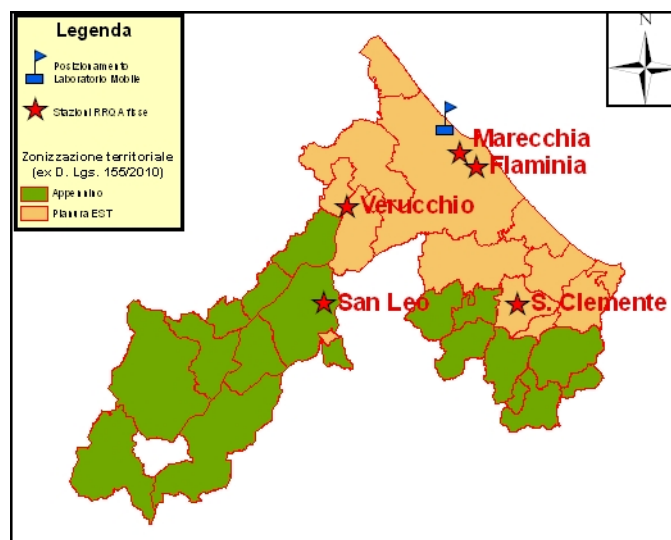 Legenda
Posizionamento
Laboratorio Mobile
Stazioni RRQA fisse
Zonizzazione territoriale
(ex D. Lgs. 155/2010)
Appennino
Pianura EST
Marecchia
Flaminia
Verucchio
San Leo
S. Clemente